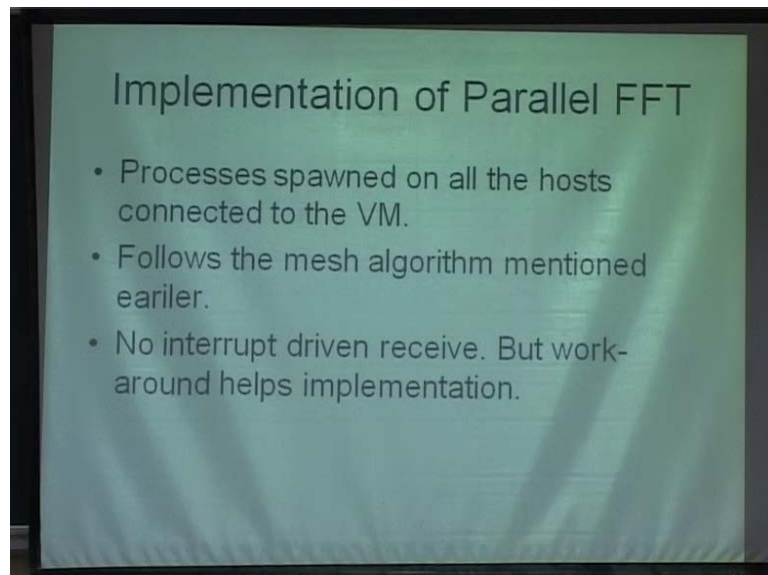 Implementation of Parallel FFT
• Processes spawned on all the hosts
connected to the VM.
• Follows the mesh algorithm mentioned
eariler.
• No interrupt driven receive. But work-
around helps implementation.